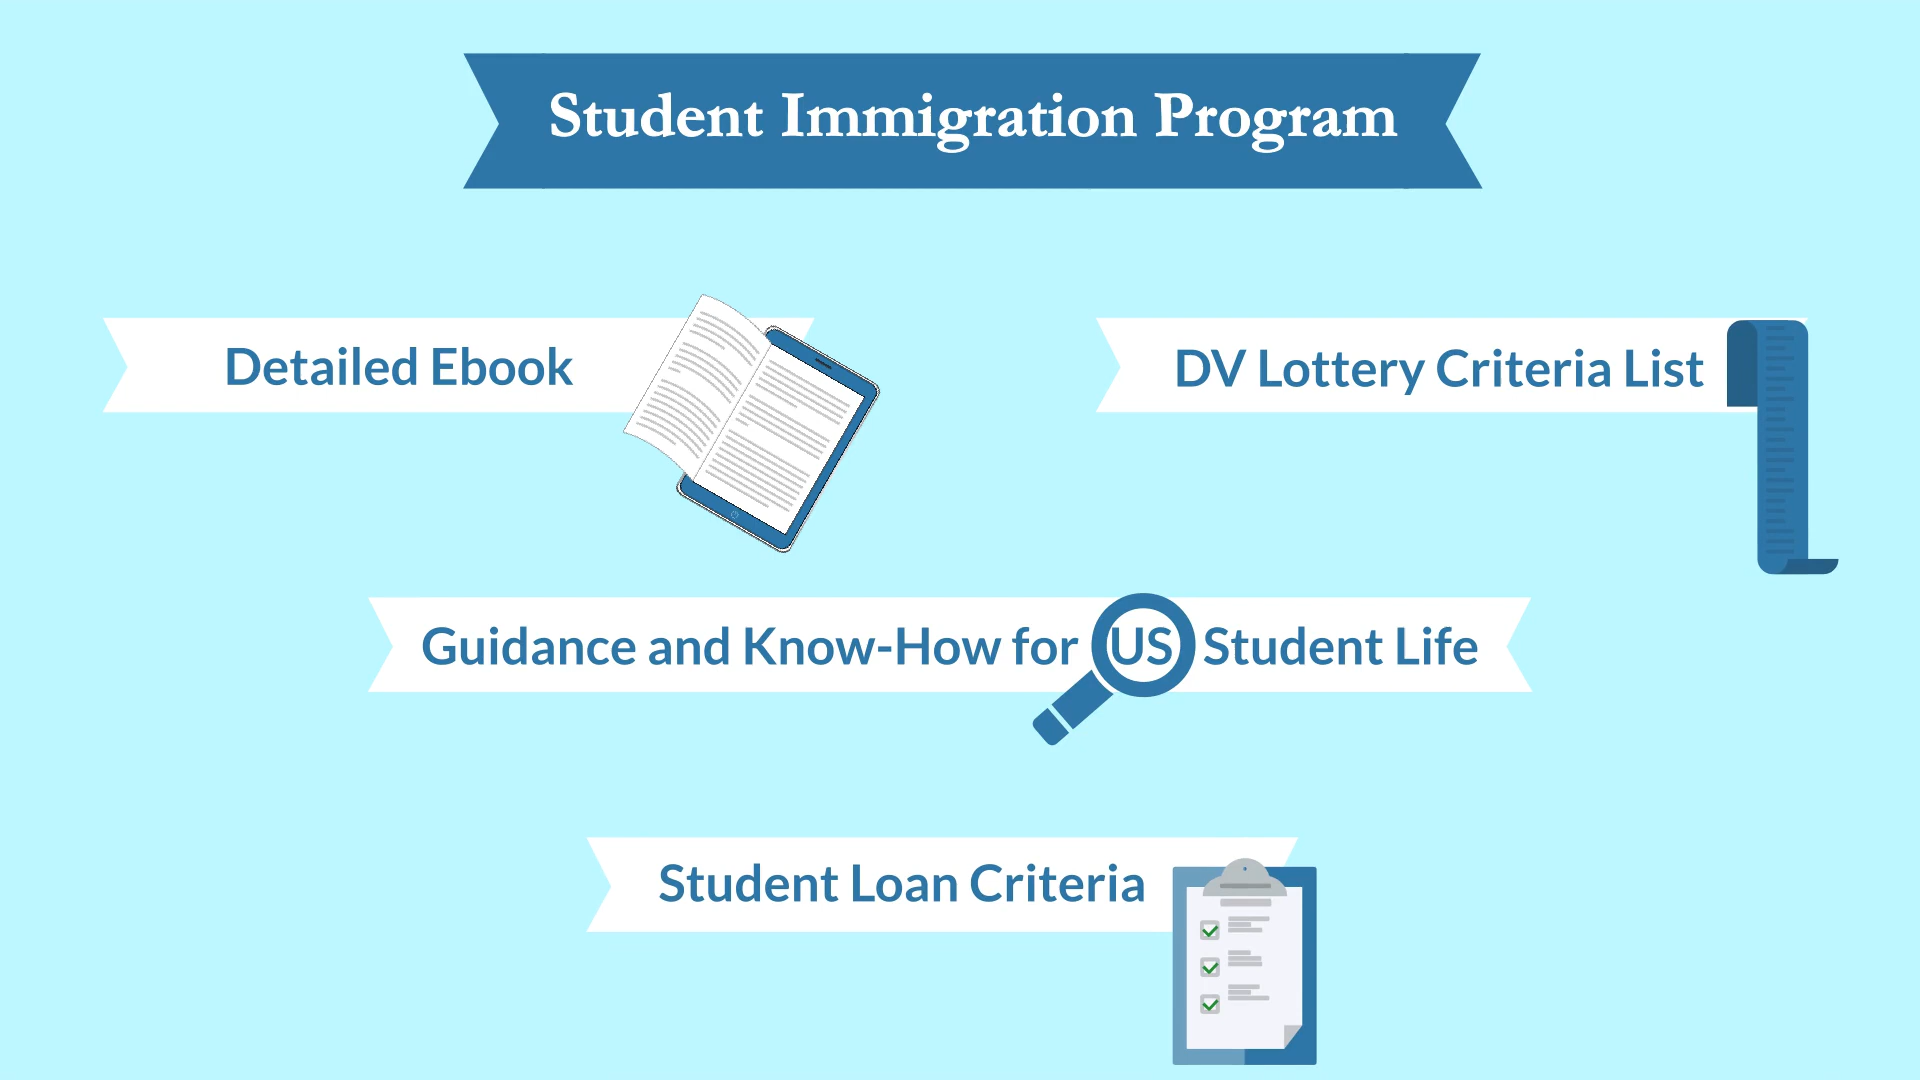 Student Immigration Program
Detailed Ebook
DV Lottery Criteria List
Guidance and Know-How for US Student Life
Student Loan Criteria